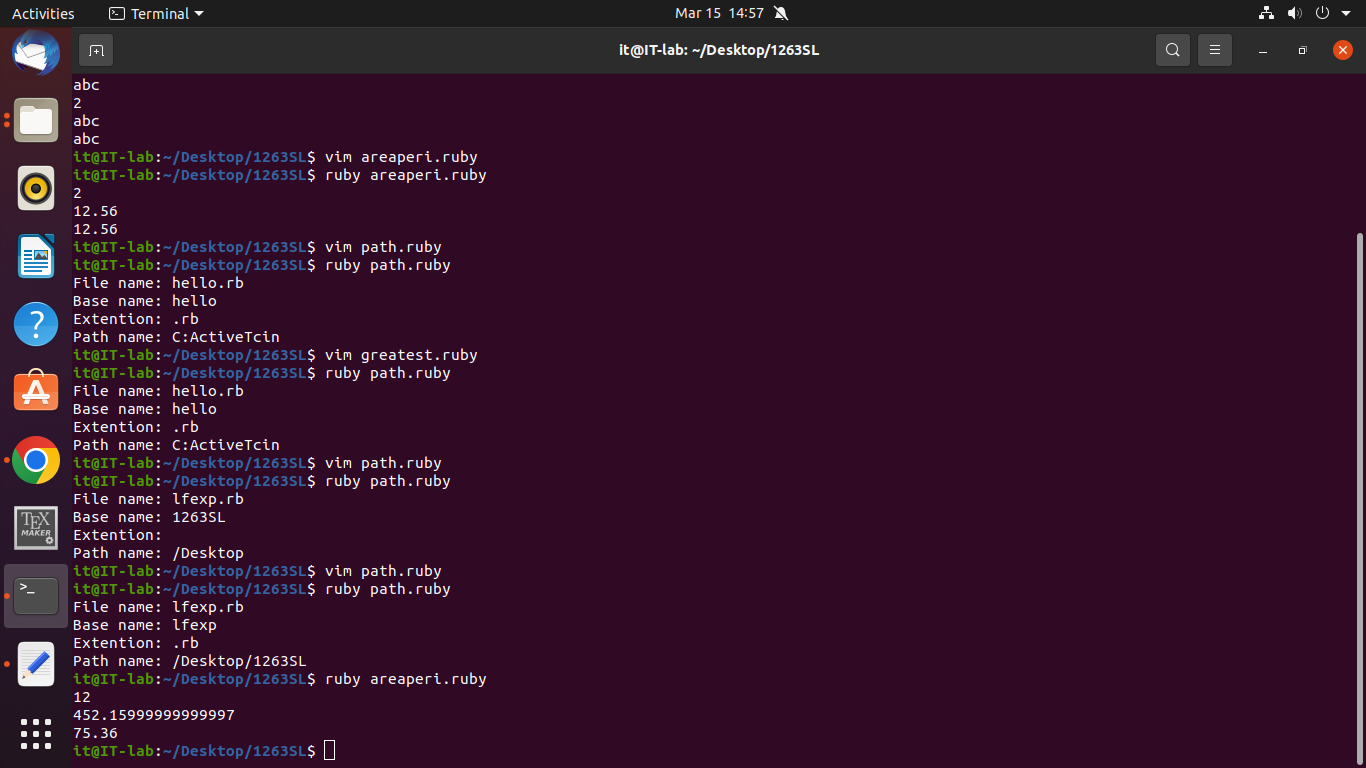 Activities
Terminal
Mar 15 14:57
it@IT-lab: ~/Desktop/1263SL
abc
2
abc
abc
it@IT-lab:~/Desktop/1263SL$ vim areaperi.ruby
it@IT-lab:~/Desktop/1263SL$ ruby areaperi.ruby
2
12.56
12.56
it@IT-lab:~/Desktop/1263SL$ vim path.ruby
it@IT-lab:~/Desktop/1263SL$ ruby path.ruby
File name: hello.rb
Base name: hello
Extention: .rb
Path name: C:ActiveTcin
it@IT-lab:~/Desktop/1263SL$ vim greatest.ruby
it@IT-lab:~/Desktop/1263SL$ ruby path.ruby
File name: hello.rb
Base name: hello
Extention: .rb
Path name: C:ActiveTcin
it@IT-lab:~/Desktop/1263SL$ vim path.ruby
it@IT-lab:~/Desktop/1263SL$ ruby path.ruby
File name: lfexp.rb
Base name: 1263SL
Extention:
Path name: /Desktop
it@IT-lab:~/Desktop/1263SL$ vim path.ruby
it@IT-lab:~/Desktop/1263SL$ ruby path.ruby
File name: lfexp.rb
Base name: lfexp
Extention: .rb
Path name: /Desktop/1263SL
it@IT-lab:~/Desktop/1263SL$ ruby areaperi.ruby
12
452.15999999999997
75.36
it@IT-lab:~/Desktop/1263SL$
?
TEX
MAKER
>_